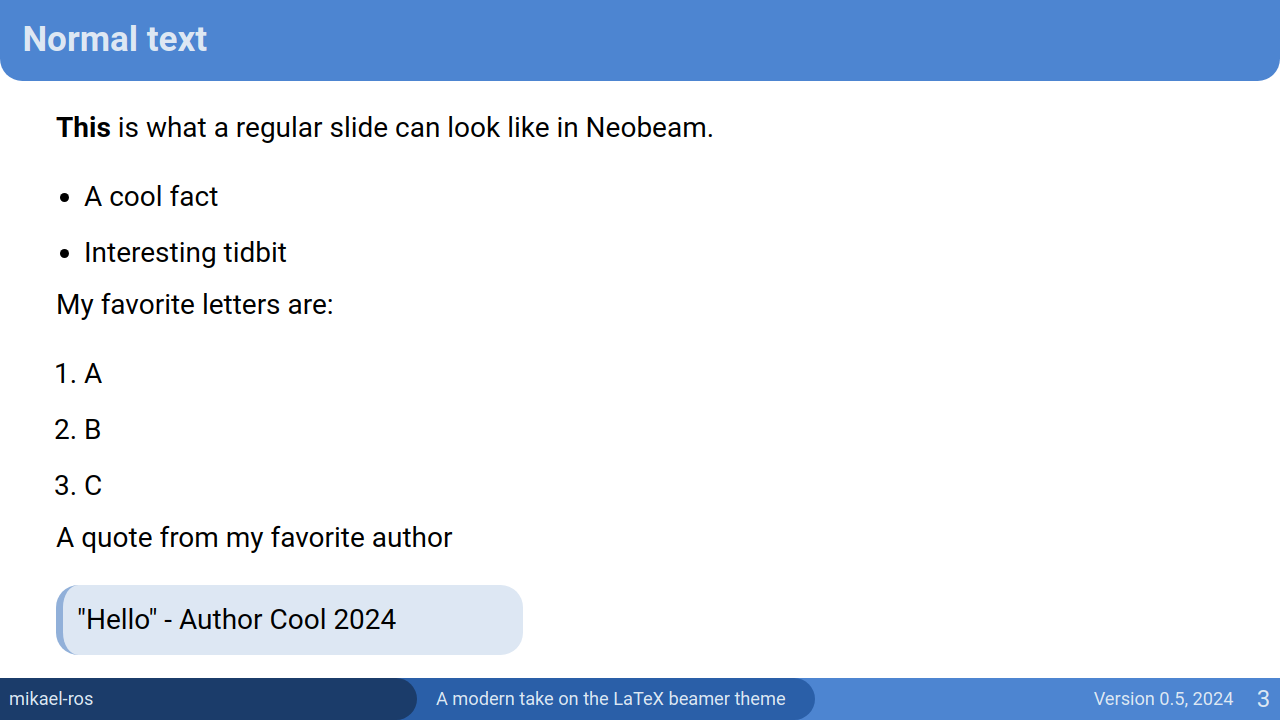 Normal text
This is what a regular slide can look like in Neobeam.
• A cool fact
• Interesting tidbit
My favorite letters are:
1. A
2. B
3. C
A quote from my favorite author
"Hello" - Author Cool 2024
mikael-ros
A modern take on the LaTeX beamer theme
Version 0.5, 2024
3